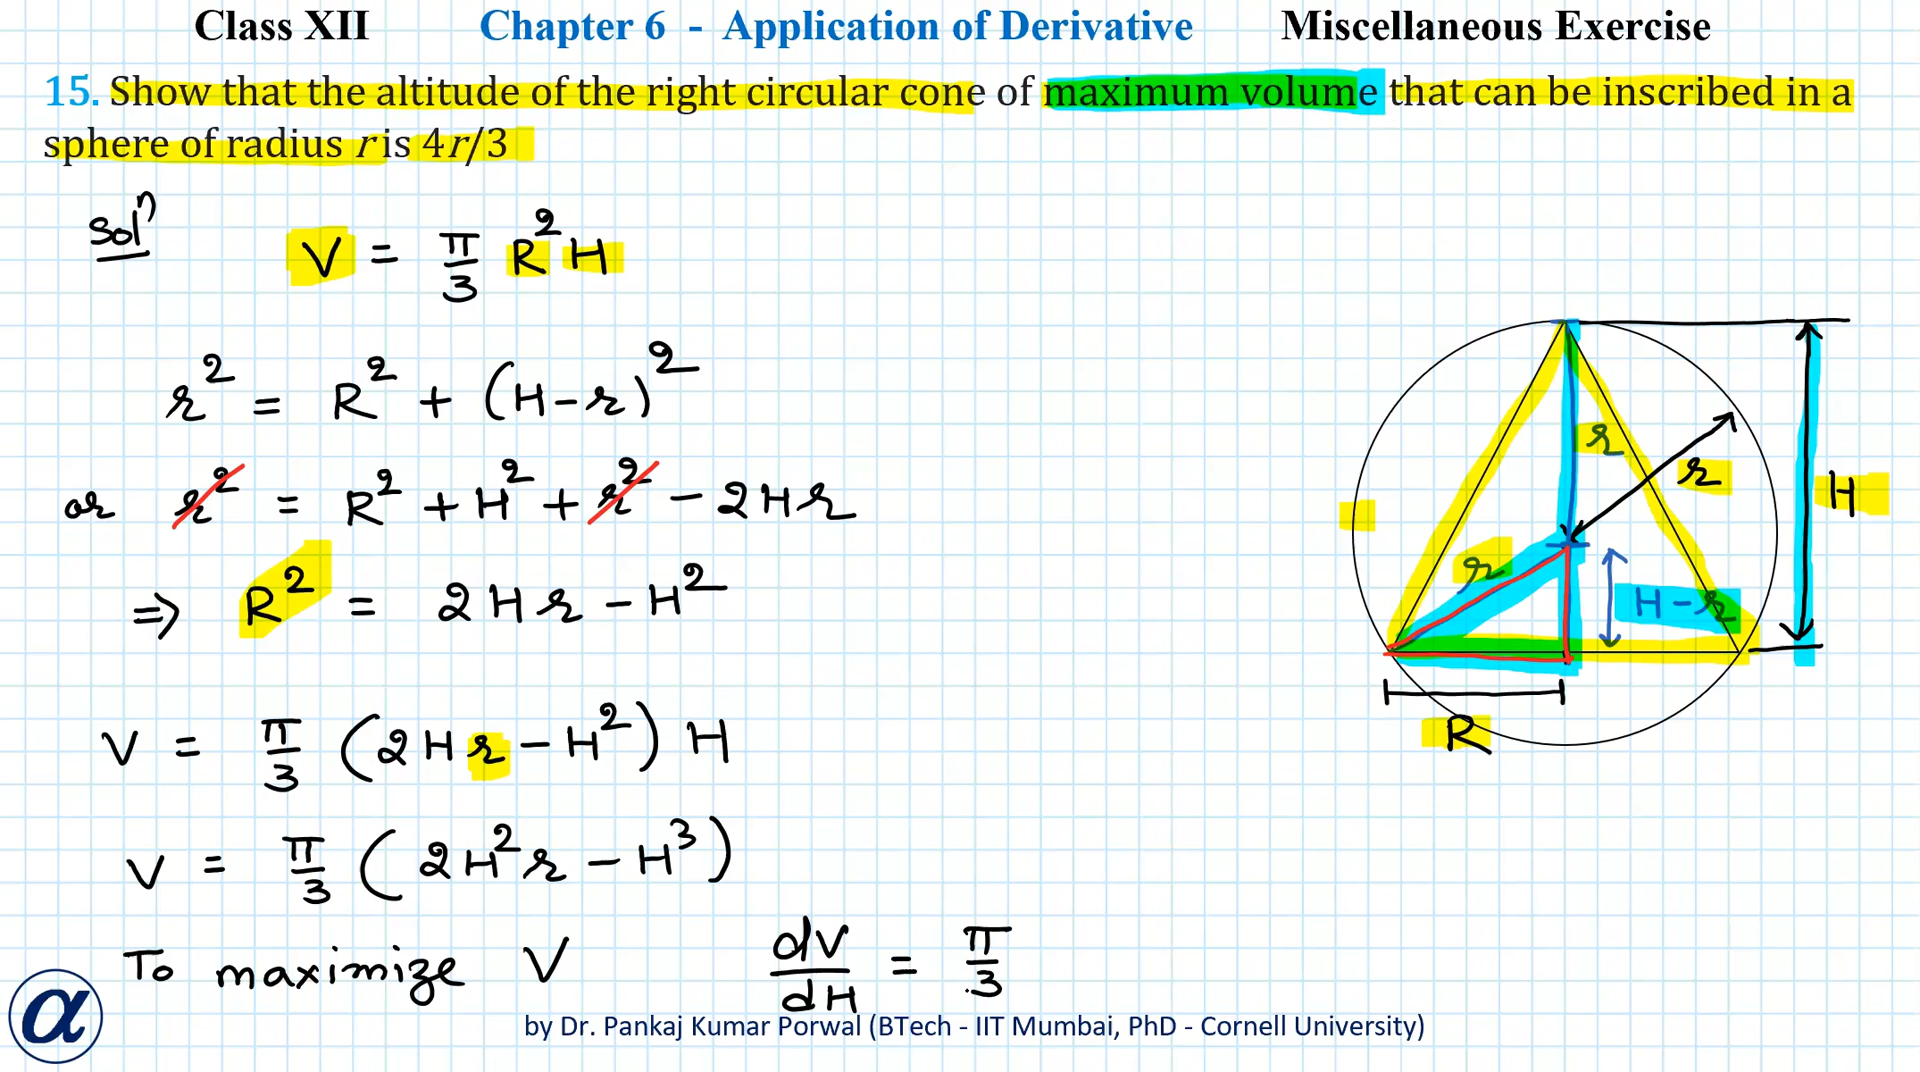 Class XII Chapter 6 - Application of Derivative Miscellaneous Exercise
15. Show that the altitude of the right circular cone of maximum volume that can be inscribed in a
sphere of radius r is 4r/3
Solⁿ
V = π/3 R² H
r² = R² + (H-r)²
or r² = R² + H² + r² - 2Hr
⇒ R² = 2Hr - H²
V = π/3 (2Hr - H²) H
V = π/3 (2H²r - H³)
To maximize V dV/dH = π/3
r
r
H
r
H-r
R
α
by Dr. Pankaj Kumar Porwal (BTech - IIT Mumbai, PhD - Cornell University)